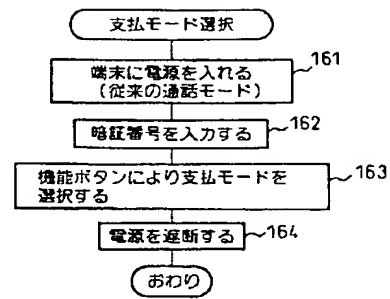 支払モード選択
端末に電源を入れる
(従来の通話モード)
161
暗証番号を入力する
162
機能ボタンにより支払モードを
選択する
163
電源を遮断する
164
おわり